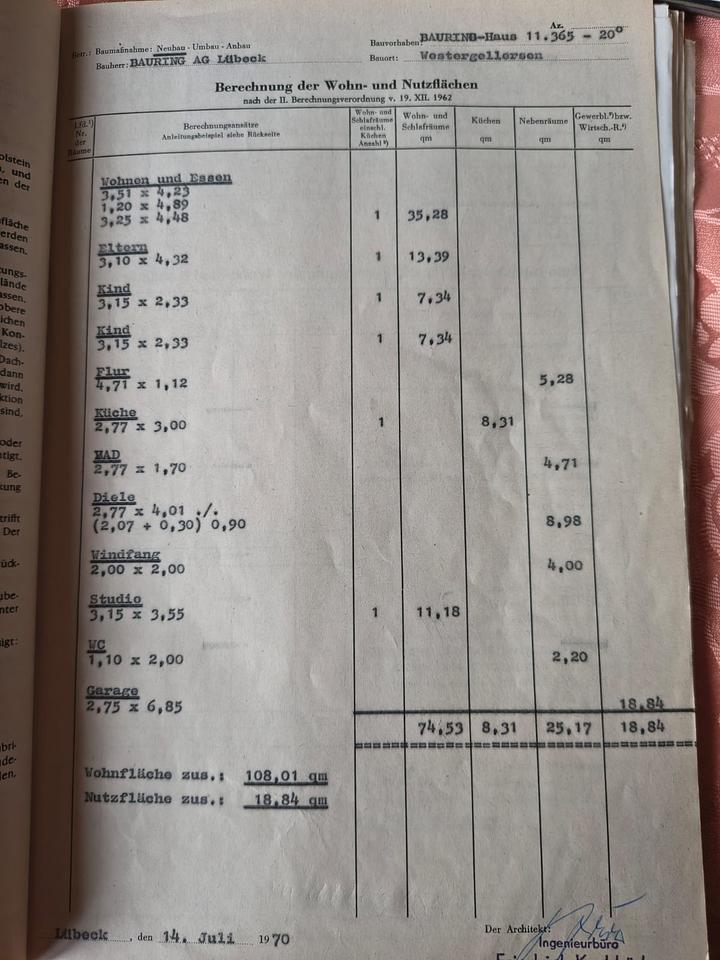 Az.
Betr.: Baumaßnahme: Neubau - Umbau - Anbau
Bauvorhaben: BAURING-Haus 11.365 - 20°
Bauherr: BAURING AG Lübeck
Bauort: Westergellersen
Berechnung der Wohn- und Nutzflächen
nach der II. Berechnungsverordnung v. 19. XII. 1962
Lfd.¹) Nr. der Räume
Berechnungsansätze
Anleitungsbeispiel siehe Rückseite
Wohn- und Schlafräume einschl. Küchen Anzahl ²)
Wohn- und Schlafräume qm
Küchen qm
Nebenräume qm
Gewerbl.³)bzw. Wirtsch.-R.⁴) qm
Wohnen und Essen
3,51 x 4,23
1,20 x 4,89
3,25 x 4,48 1 35,28
Eltern
3,10 x 4,32 1 13,39
Kind
3,15 x 2,33 1 7,34
Kind
3,15 x 2,33 1 7,34
Flur
4,71 x 1,12 5,28
Küche
2,77 x 3,00 1 8,31
BAD
2,77 x 1,70 4,71
Diele
2,77 x 4,01 ./.
(2,07 + 0,30) 0,90 8,98
Windfang
2,00 x 2,00 4,00
Studio
3,15 x 3,55 1 11,18
WC
1,10 x 2,00 2,20
Garage
2,75 x 6,85 18,84
74,53 8,31 25,17 18,84
Wohnfläche zus.: 108,01 qm
Nutzfläche zus.: 18,84 qm
Lübeck, den 14. Juli 1970
Der Architekt:
Ingenieurbüro